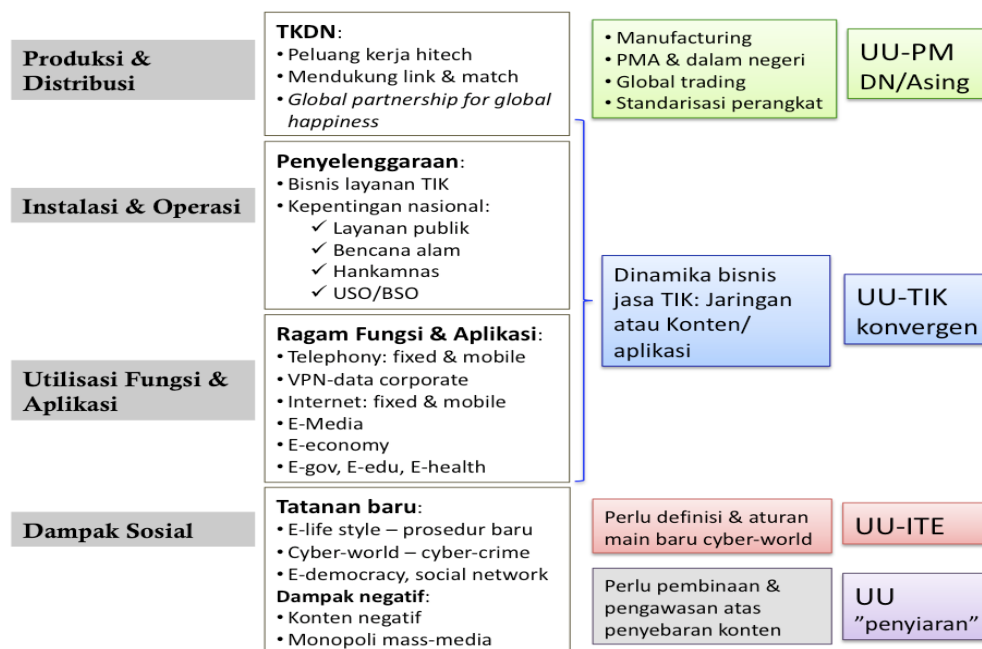 Produksi &
Distribusi
TKDN:
• Peluang kerja hitech
• Mendukung link & match
• Global partnership for global
happiness
• Manufacturing
• PMA & dalam negeri
• Global trading
• Standarisasi perangkat
UU-PM
DN/Asing
Instalasi & Operasi
Penyelenggaraan:
• Bisnis layanan TIK
• Kepentingan nasional:
✓ Layanan publik
✓ Bencana alam
✓ Hankamnas
✓ USO/BSO
Dinamika bisnis
jasa TIK: Jaringan
atau Konten/
aplikasi
UU-TIK
konvergen
Utilisasi Fungsi &
Aplikasi
Ragam Fungsi & Aplikasi:
• Telephony: fixed & mobile
• VPN-data corporate
• Internet: fixed & mobile
• E-Media
• E-economy
• E-gov, E-edu, E-health
Dampak Sosial
Tatanan baru:
• E-life style – prosedur baru
• Cyber-world – cyber-crime
• E-democracy, social network
Dampak negatif:
• Konten negatif
• Monopoli mass-media
Perlu definisi & aturan
main baru cyber-world
UU-ITE
Perlu pembinaan &
pengawasan atas
penyebaran konten
UU
”penyiaran”